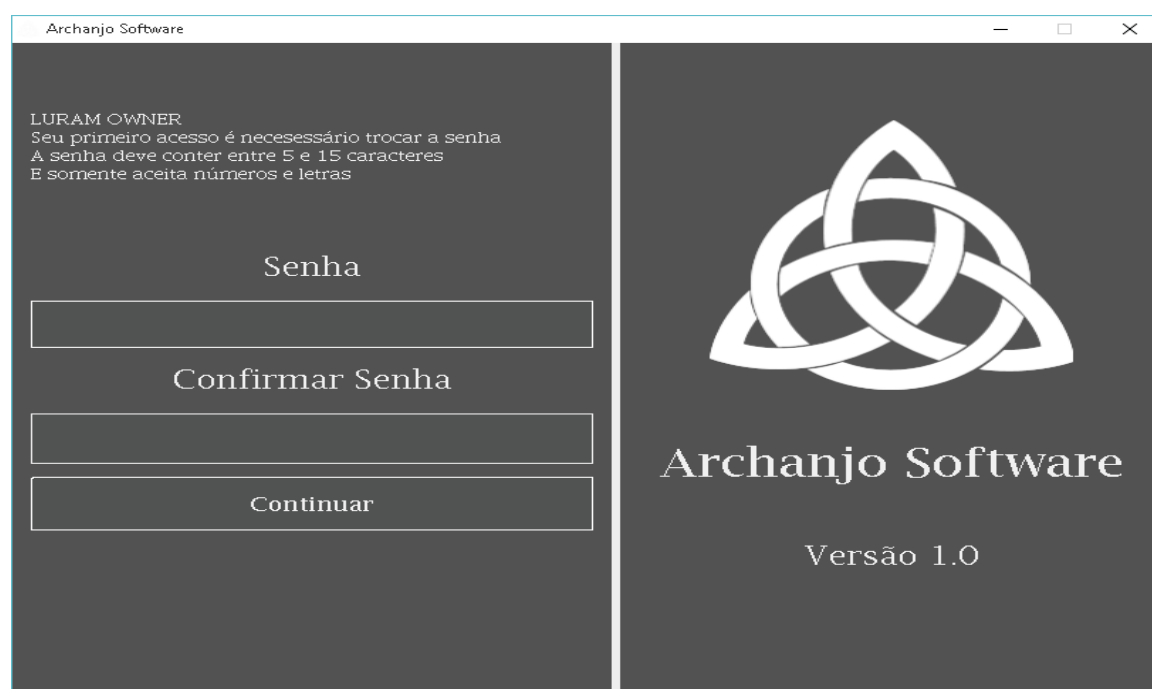 Archanjo Software
LURAM OWNER
Seu primeiro acesso é necesessário trocar a senha
A senha deve conter entre 5 e 15 caracteres
E somente aceita números e letras
Senha
Confirmar Senha
Continuar
Archanjo Software
Versão 1.0